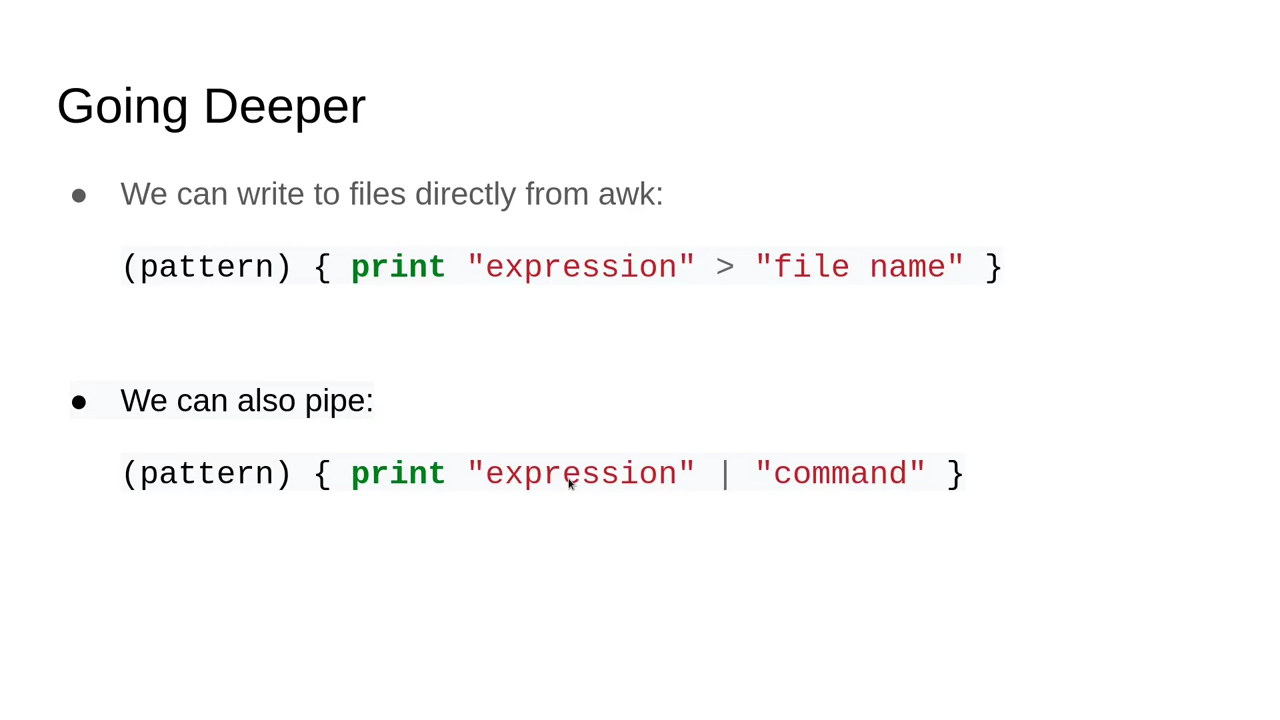 Going Deeper
● We can write to files directly from awk:
(pattern) { print "expression" > "file name" }
● We can also pipe:
(pattern) { print "expression" | "command" }